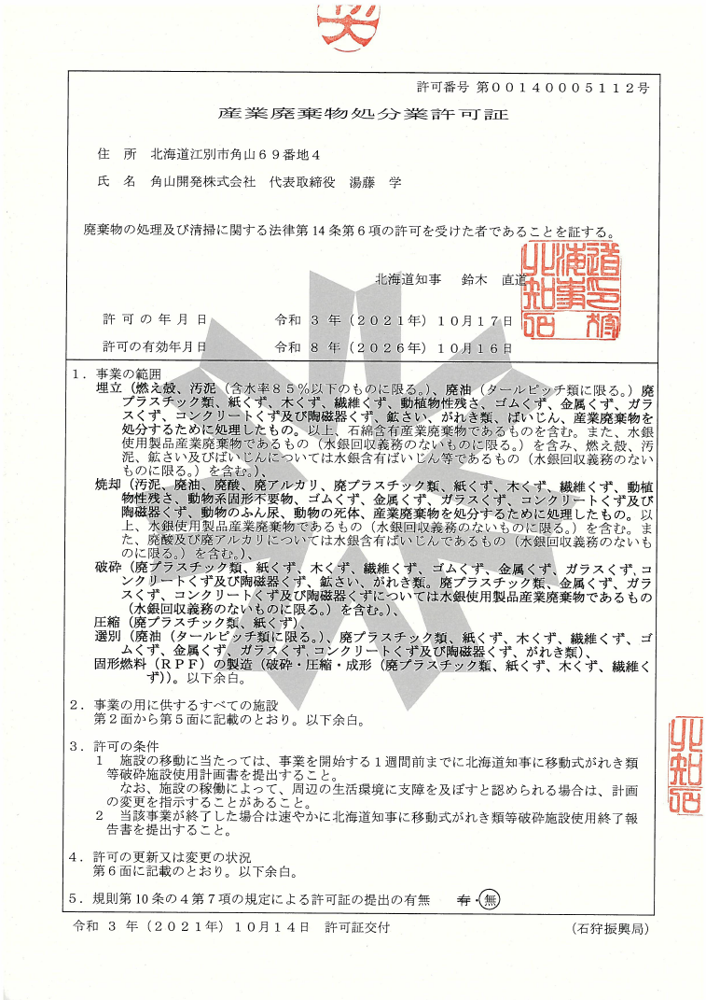 許可番号 第００１４０００５１１２号
産業廃棄物処分業許可証
住　所　北海道江別市角山６９番地４
氏　名　角山開発株式会社　代表取締役　湯藤　学
廃棄物の処理及び清掃に関する法律第14条第６項の許可を受けた者であることを証する。
北海道知事　鈴木　直道
北海道知事之印
許可の年月日　令和　３　年（２０２１年）１０月１７日
許可の有効年月日　令和　８　年（２０２６年）１０月１６日
１．事業の範囲
埋立（燃え殻、汚泥（含水率８５％以下のものに限る。）、廃油（タールピッチ類に限る。）廃
プラスチック類、紙くず、木くず、繊維くず、動植物性残さ、ゴムくず、金属くず、ガラ
スくず、コンクリートくず及び陶磁器くず、鉱さい、がれき類、ばいじん、産業廃棄物を
処分するために処理したもの。以上、石綿含有産業廃棄物であるものを含む。また、水銀
使用製品産業廃棄物であるもの（水銀回収義務のないものに限る。）を含み、燃え殻、汚
泥、鉱さい及びばいじんについては水銀含有ばいじん等であるもの（水銀回収義務のない
ものに限る。）を含む。）、
焼却（汚泥、廃油、廃酸、廃アルカリ、廃プラスチック類、紙くず、木くず、繊維くず、動植
物性残さ、動物系固形不要物、ゴムくず、金属くず、ガラスくず、コンクリートくず及び
陶磁器くず、動物のふん尿、動物の死体、産業廃棄物を処分するために処理したもの。以
上、水銀使用製品産業廃棄物であるもの（水銀回収義務のないものに限る。）を含む。ま
た、廃酸及び廃アルカリについては水銀含有ばいじんであるもの（水銀回収義務のないも
のに限る。）を含む。）、
破砕（廃プラスチック類、紙くず、木くず、繊維くず、ゴムくず、金属くず、ガラスくず、コ
ンクリートくず及び陶磁器くず、鉱さい、がれき類。廃プラスチック類、金属くず、ガラ
スくず、コンクリートくず及び陶磁器くずについては水銀使用製品産業廃棄物であるもの
（水銀回収義務のないものに限る。）を含む。）、
圧縮（廃プラスチック類、紙くず）、
選別（廃油（タールピッチ類に限る。）、廃プラスチック類、紙くず、木くず、繊維くず、ゴ
ムくず、金属くず、ガラスくず、コンクリートくず及び陶磁器くず、がれき類）、
固形燃料（ＲＰＦ）の製造（破砕・圧縮・成形（廃プラスチック類、紙くず、木くず、繊維く
ず））。以下余白。
２．事業の用に供するすべての施設
第２面から第５面に記載のとおり。以下余白。
３．許可の条件
１　施設の移動に当たっては、事業を開始する１週間前までに北海道知事に移動式がれき類
等破砕施設使用計画書を提出すること。
なお、施設の稼働によって、周辺の生活環境に支障を及ぼすと認められる場合は、計画
の変更を指示することがあること。
２　当該事業が終了した場合は速やかに北海道知事に移動式がれき類等破砕施設使用終了報
告書を提出すること。
４．許可の更新又は変更の状況
第６面に記載のとおり。以下余白。
５．規則第10条の４第７項の規定による許可証の提出の有無　有・無
令和　３　年（２０２１年）１０月１４日　許可証交付　（石狩振興局）